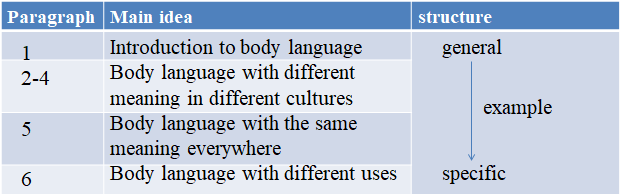 Paragraph Main idea structure
1 Introduction to body language general
2-4 Body language with different
meaning in different cultures
example
5 Body language with the same
meaning everywhere
6 Body language with different uses specific